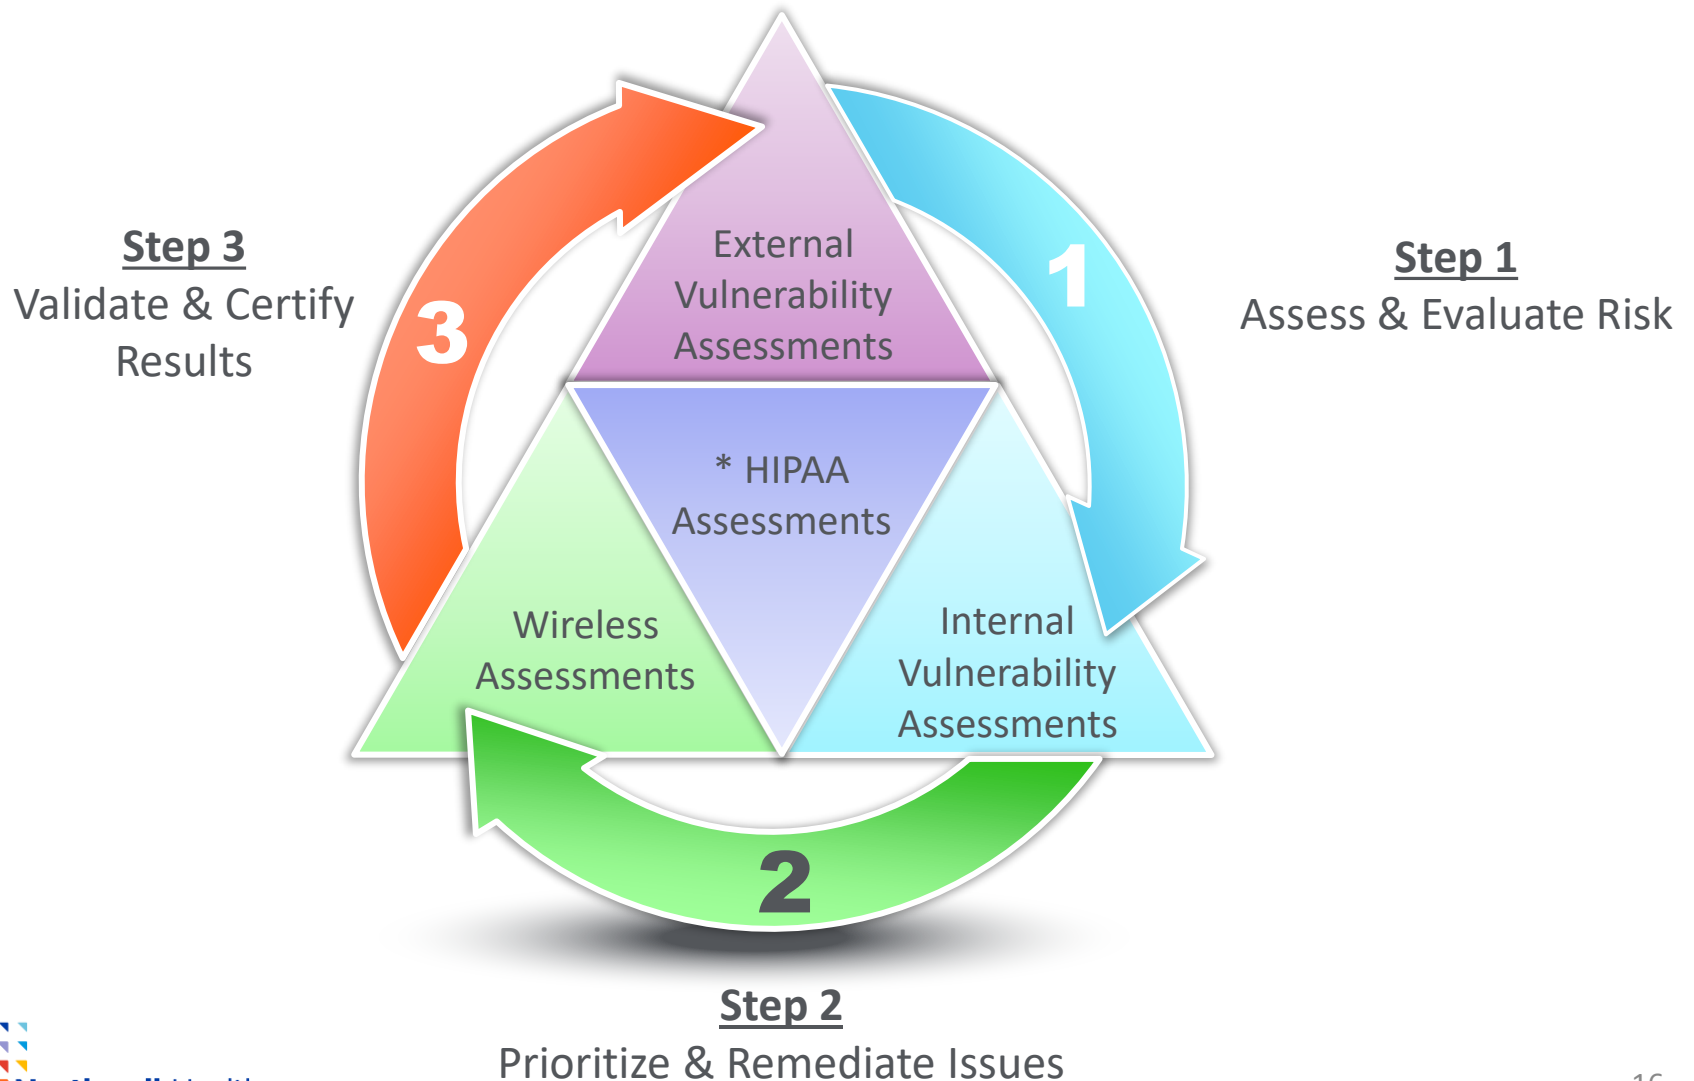 External
Vulnerability
Assessments
1
Step 1
Assess & Evaluate Risk
Step 3
Validate & Certify
Results
3
* HIPAA
Assessments
Wireless
Assessments
Internal
Vulnerability
Assessments
2
Step 2
Prioritize & Remediate Issues